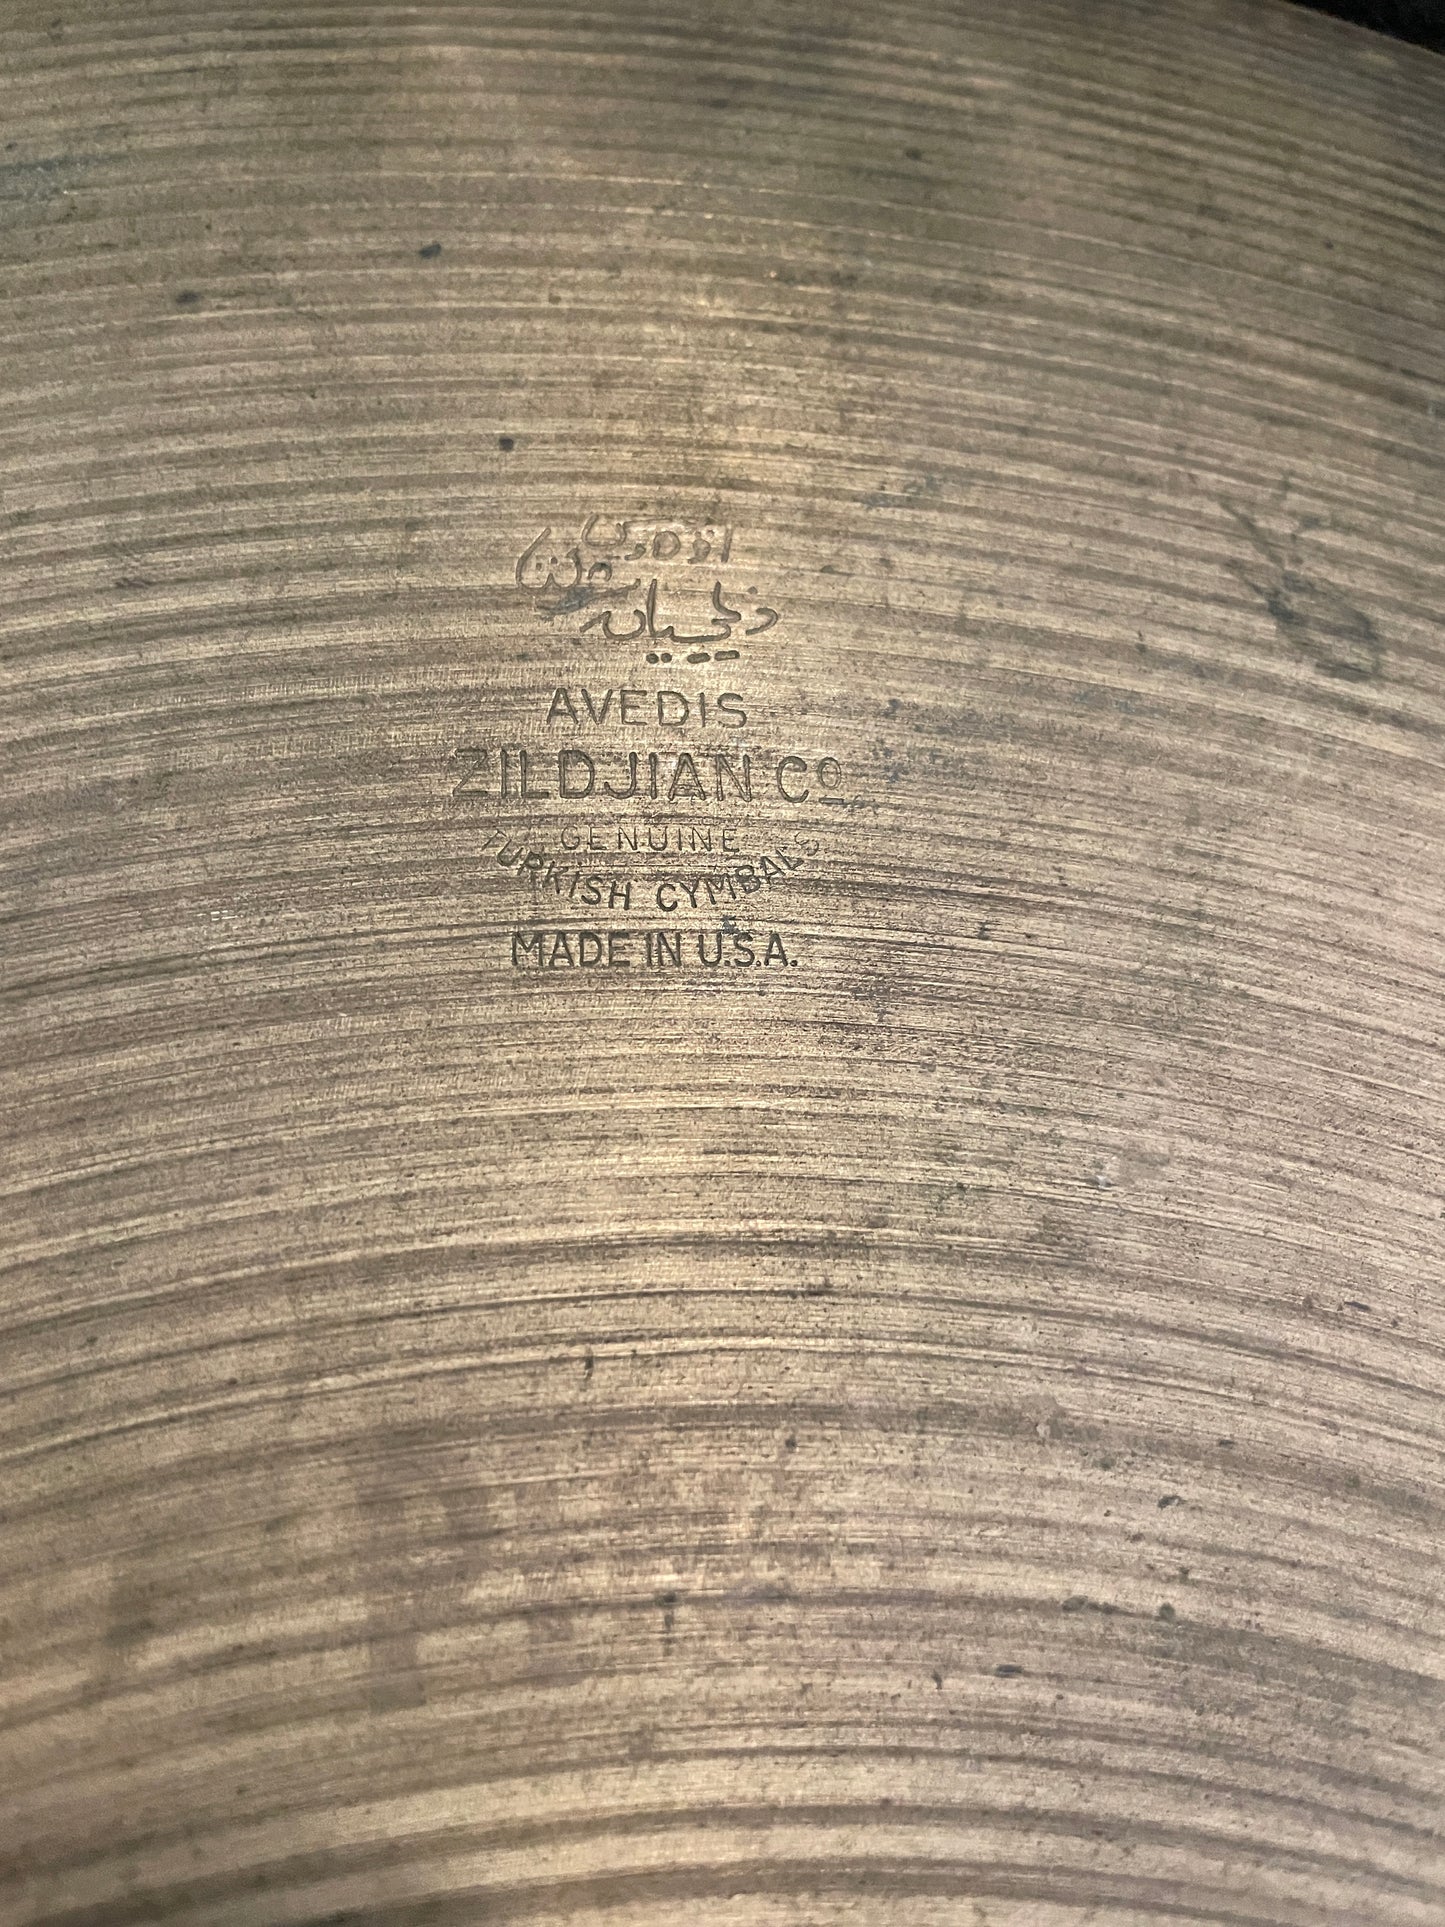 AVEDIS
ZILDJIAN Co
GENUINE
TURKISH CYMBALS
MADE IN U.S.A.